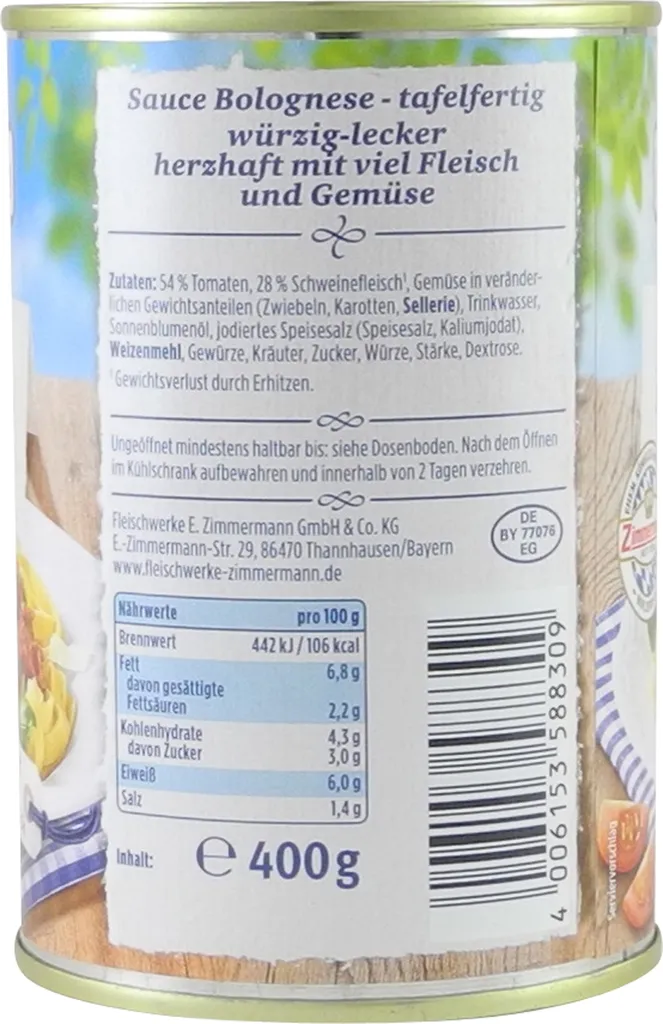 Sauce Bolognese - tafelfertig
würzig-lecker
herzhaft mit viel Fleisch
und Gemüse
Zutaten: 54 % Tomaten, 28 % Schweinefleisch¹, Gemüse in veränder-
lichen Gewichtsanteilen (Zwiebeln, Karotten, Sellerie), Trinkwasser,
Sonnenblumenöl, jodiertes Speisesalz (Speisesalz, Kaliumjodat),
Weizenmehl, Gewürze, Kräuter, Zucker, Würze, Stärke, Dextrose.
¹Gewichtsverlust durch Erhitzen.
Ungeöffnet mindestens haltbar bis: siehe Dosenboden. Nach dem Öffnen
im Kühlschrank aufbewahren und innerhalb von 2 Tagen verzehren.
Fleischwerke E. Zimmermann GmbH & Co. KG
E.-Zimmermann-Str. 29, 86470 Thannhausen/Bayern
www.fleischwerke-zimmermann.de
DE
BY 77076
EG
Nährwerte pro 100 g
Brennwert 442 kJ / 106 kcal
Fett 6,8 g
davon gesättigte
Fettsäuren 2,2 g
Kohlenhydrate 4,3 g
davon Zucker 3,0 g
Eiweiß 6,0 g
Salz 1,4 g
Inhalt: ℮ 400 g
4 006153 588309
Serviervorschlag